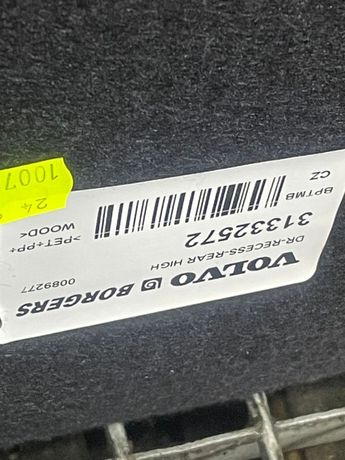 VOLVO BORGERS
0089277
DR-RECESS-REAR HIGH
31332572
>PET+PP+
WOOD<
BPTMB
CZ
24
1007